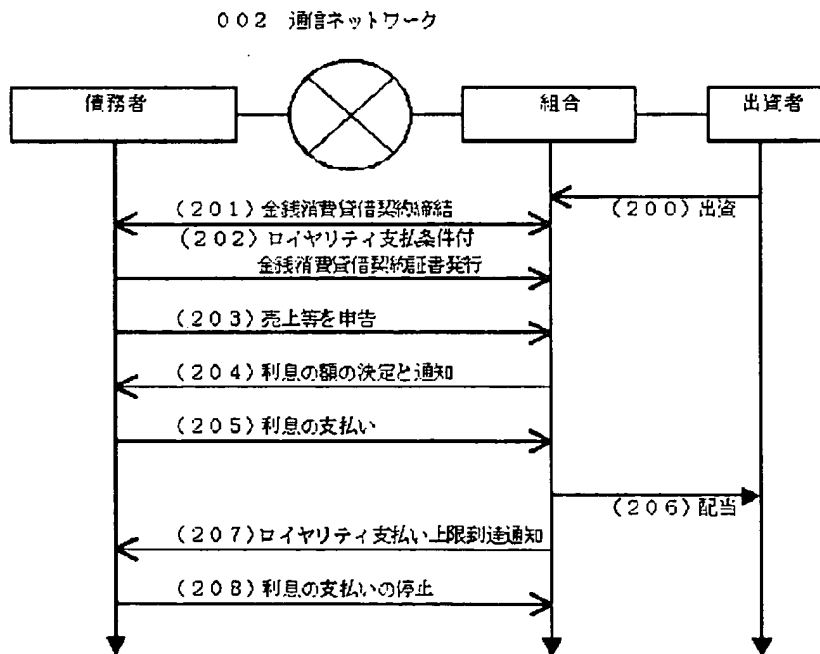 ００２ 通信ネットワーク
債務者
組合
出資者
（２００）出資
（２０１）金銭消費貸借契約締結
（２０２）ロイヤリティ支払条件付
金銭消費貸借契約証書発行
（２０３）売上等を申告
（２０４）利息の額の決定と通知
（２０５）利息の支払い
（２０６）配当
（２０７）ロイヤリティ支払い上限到達通知
（２０８）利息の支払いの停止